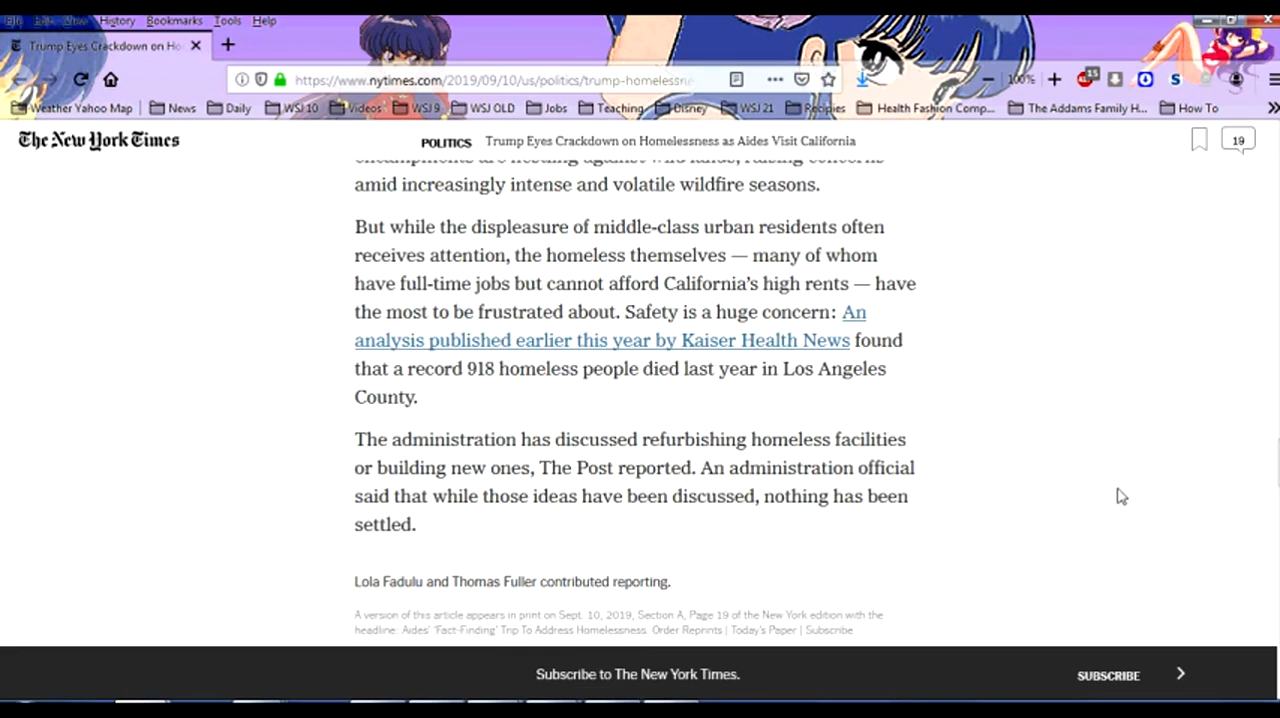 File Edit View History Bookmarks Tools Help
Trump Eyes Crackdown on Ho
https://www.nytimes.com/2019/09/10/us/politics/trump-homelessne
100%
15
Weather Yahoo Map News Daily WSJ 10 Videos WSJ 9 WSJ OLD Jobs Teaching Disney WSJ 21 Recipies Health Fashion Comp... The Addams Family H... How To
The New York Times
POLITICS Trump Eyes Crackdown on Homelessness as Aides Visit California
19
encampments are nestling against wild lands, raising concerns
amid increasingly intense and volatile wildfire seasons.
But while the displeasure of middle-class urban residents often
receives attention, the homeless themselves — many of whom
have full-time jobs but cannot afford California's high rents — have
the most to be frustrated about. Safety is a huge concern: An
analysis published earlier this year by Kaiser Health News found
that a record 918 homeless people died last year in Los Angeles
County.
The administration has discussed refurbishing homeless facilities
or building new ones, The Post reported. An administration official
said that while those ideas have been discussed, nothing has been
settled.
Lola Fadulu and Thomas Fuller contributed reporting.
A version of this article appears in print on Sept. 10, 2019, Section A, Page 19 of the New York edition with the
headline: Aides' 'Fact-Finding' Trip To Address Homelessness. Order Reprints | Today's Paper | Subscribe
Subscribe to The New York Times.
SUBSCRIBE